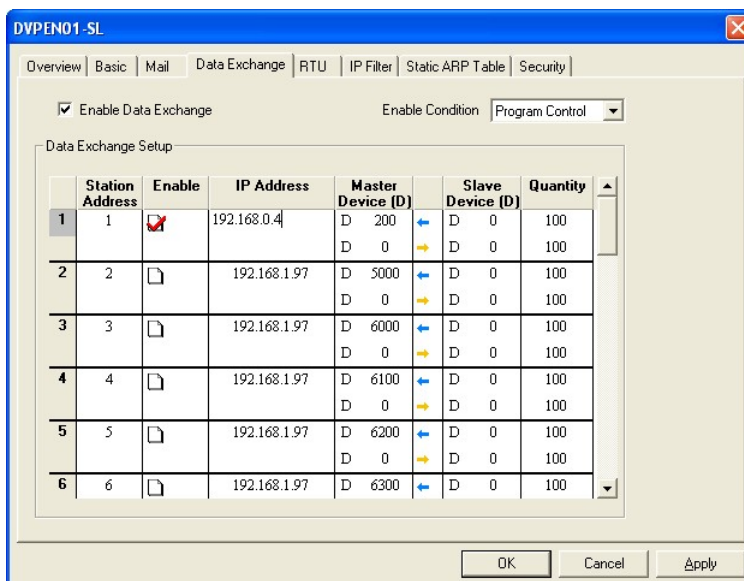 DVPEN01-SL
Overview Basic Mail Data Exchange RTU IP Filter Static ARP Table Security
Enable Data Exchange Enable Condition Program Control
Data Exchange Setup
Station Address Enable IP Address Master Device (D) Slave Device (D) Quantity
1 1 192.168.0.4 D 200 D 0 100
D 0 D 0 100
2 2 192.168.1.97 D 5000 D 0 100
D 0 D 0 100
3 3 192.168.1.97 D 6000 D 0 100
D 0 D 0 100
4 4 192.168.1.97 D 6100 D 0 100
D 0 D 0 100
5 5 192.168.1.97 D 6200 D 0 100
D 0 D 0 100
6 6 192.168.1.97 D 6300 D 0 100
OK Cancel Apply